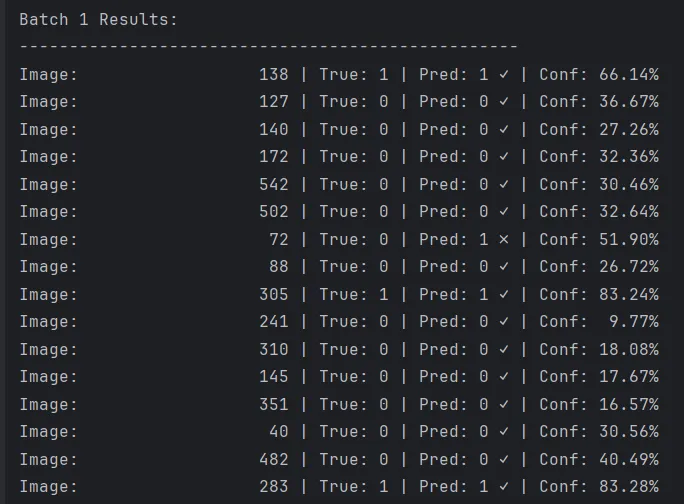 Batch 1 Results:
--------------------------------------------------
Image:                  138 | True: 1 | Pred: 1 ✓ | Conf: 66.14%
Image:                  127 | True: 0 | Pred: 0 ✓ | Conf: 36.67%
Image:                  140 | True: 0 | Pred: 0 ✓ | Conf: 27.26%
Image:                  172 | True: 0 | Pred: 0 ✓ | Conf: 32.36%
Image:                  542 | True: 0 | Pred: 0 ✓ | Conf: 30.46%
Image:                  502 | True: 0 | Pred: 0 ✓ | Conf: 32.64%
Image:                   72 | True: 0 | Pred: 1 ✗ | Conf: 51.90%
Image:                   88 | True: 0 | Pred: 0 ✓ | Conf: 26.72%
Image:                  305 | True: 1 | Pred: 1 ✓ | Conf: 83.24%
Image:                  241 | True: 0 | Pred: 0 ✓ | Conf:  9.77%
Image:                  310 | True: 0 | Pred: 0 ✓ | Conf: 18.08%
Image:                  145 | True: 0 | Pred: 0 ✓ | Conf: 17.67%
Image:                  351 | True: 0 | Pred: 0 ✓ | Conf: 16.57%
Image:                   40 | True: 0 | Pred: 0 ✓ | Conf: 30.56%
Image:                  482 | True: 0 | Pred: 0 ✓ | Conf: 40.49%
Image:                  283 | True: 1 | Pred: 1 ✓ | Conf: 83.28%